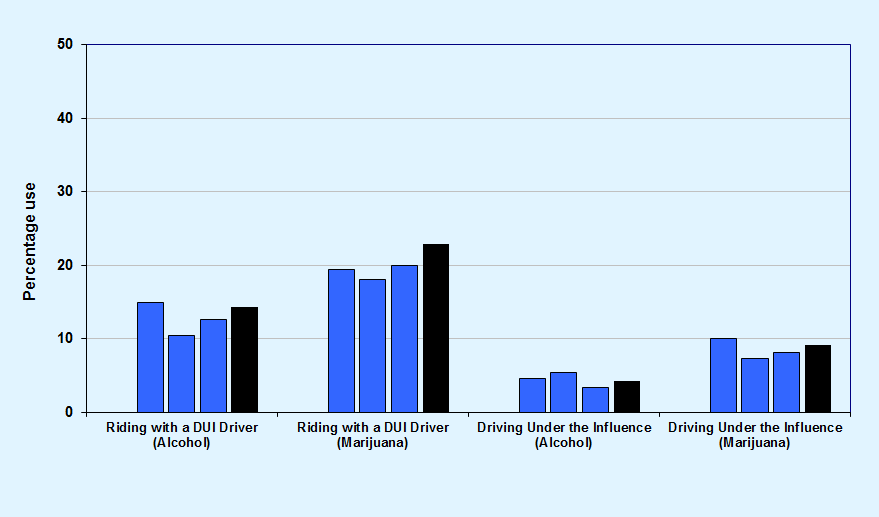 50
40
30
20
10
0
Percentage use
Riding with a DUI Driver
(Alcohol)
Riding with a DUI Driver
(Marijuana)
Driving Under the Influence
(Alcohol)
Driving Under the Influence
(Marijuana)